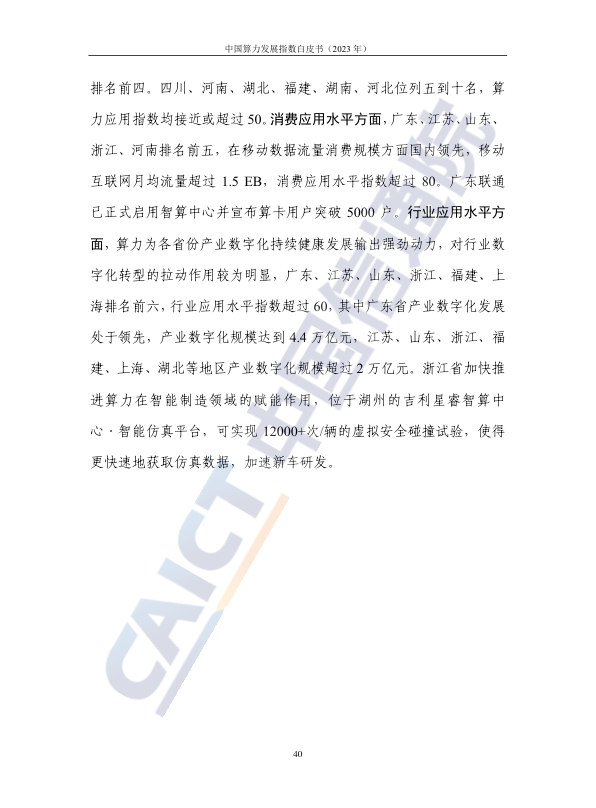 中国算力发展指数白皮书（2023 年）
排名前四。四川、河南、湖北、福建、湖南、河北位列五到十名，算
力应用指数均接近或超过 50。消费应用水平方面，广东、江苏、山东、
浙江、河南排名前五，在移动数据流量消费规模方面国内领先，移动
互联网月均流量超过 1.5 EB，消费应用水平指数超过 80。广东联通
已正式启用智算中心并宣布算卡用户突破 5000 户。行业应用水平方
面，算力为各省份产业数字化持续健康发展输出强劲动力，对行业数
字化转型的拉动作用较为明显，广东、江苏、山东、浙江、福建、上
海排名前六，行业应用水平指数超过 60，其中广东省产业数字化发展
处于领先，产业数字化规模达到 4.4 万亿元，江苏、山东、浙江、福
建、上海、湖北等地区产业数字化规模超过 2 万亿元。浙江省加快推
进算力在智能制造领域的赋能作用，位于湖州的吉利星睿智算中
心·智能仿真平台，可实现 12000+次/辆的虚拟安全碰撞试验，使得
更快速地获取仿真数据，加速新车研发。
CAICT 中国信通院
40